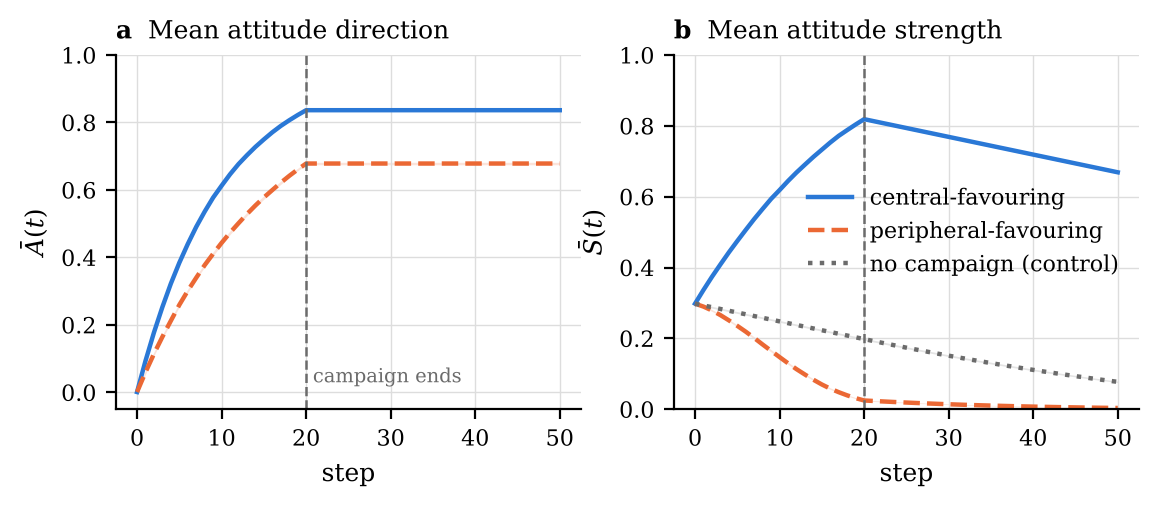 a Mean attitude direction
1.0
0.8
0.6
0.4
0.2
0.0
Ā(t)
campaign ends
0 10 20 30 40 50
step
b Mean attitude strength
1.0
0.8
0.6
0.4
0.2
0.0
S̄(t)
central-favouring
peripheral-favouring
no campaign (control)
0 10 20 30 40 50
step